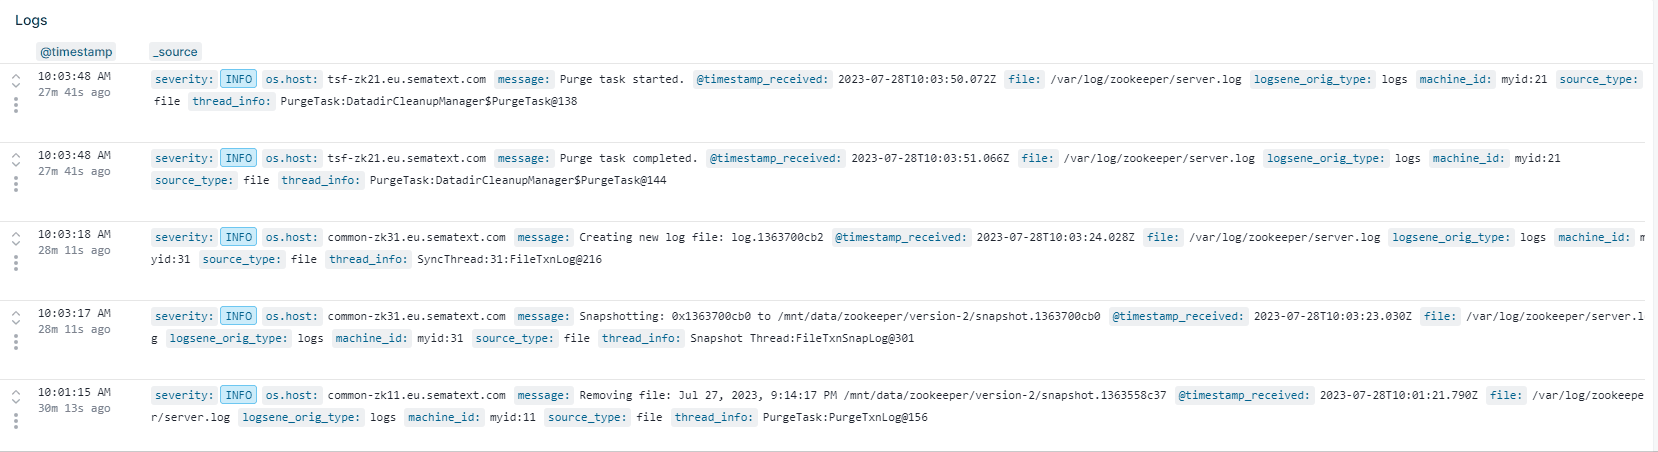 Logs
@timestamp _source
10:03:48 AM severity: INFO os.host: tsf-zk21.eu.sematext.com message: Purge task started. @timestamp_received: 2023-07-28T10:03:50.072Z file: /var/log/zookeeper/server.log logsene_orig_type: logs machine_id: myid:21 source_type:
27m 41s ago file thread_info: PurgeTask:DatadirCleanupManager$PurgeTask@138
10:03:48 AM severity: INFO os.host: tsf-zk21.eu.sematext.com message: Purge task completed. @timestamp_received: 2023-07-28T10:03:51.066Z file: /var/log/zookeeper/server.log logsene_orig_type: logs machine_id: myid:21
27m 41s ago source_type: file thread_info: PurgeTask:DatadirCleanupManager$PurgeTask@144
10:03:18 AM severity: INFO os.host: common-zk31.eu.sematext.com message: Creating new log file: log.1363700cb2 @timestamp_received: 2023-07-28T10:03:24.028Z file: /var/log/zookeeper/server.log logsene_orig_type: logs machine_id: m
28m 11s ago yid:31 source_type: file thread_info: SyncThread:31:FileTxnLog@216
10:03:17 AM severity: INFO os.host: common-zk31.eu.sematext.com message: Snapshotting: 0x1363700cb0 to /mnt/data/zookeeper/version-2/snapshot.1363700cb0 @timestamp_received: 2023-07-28T10:03:23.030Z file: /var/log/zookeeper/server.l
28m 11s ago g logsene_orig_type: logs machine_id: myid:31 source_type: file thread_info: Snapshot Thread:FileTxnSnapLog@301
10:01:15 AM severity: INFO os.host: common-zk11.eu.sematext.com message: Removing file: Jul 27, 2023, 9:14:17 PM /mnt/data/zookeeper/version-2/snapshot.1363558c37 @timestamp_received: 2023-07-28T10:01:21.790Z file: /var/log/zookeepe
30m 13s ago r/server.log logsene_orig_type: logs machine_id: myid:11 source_type: file thread_info: PurgeTask:PurgeTxnLog@156